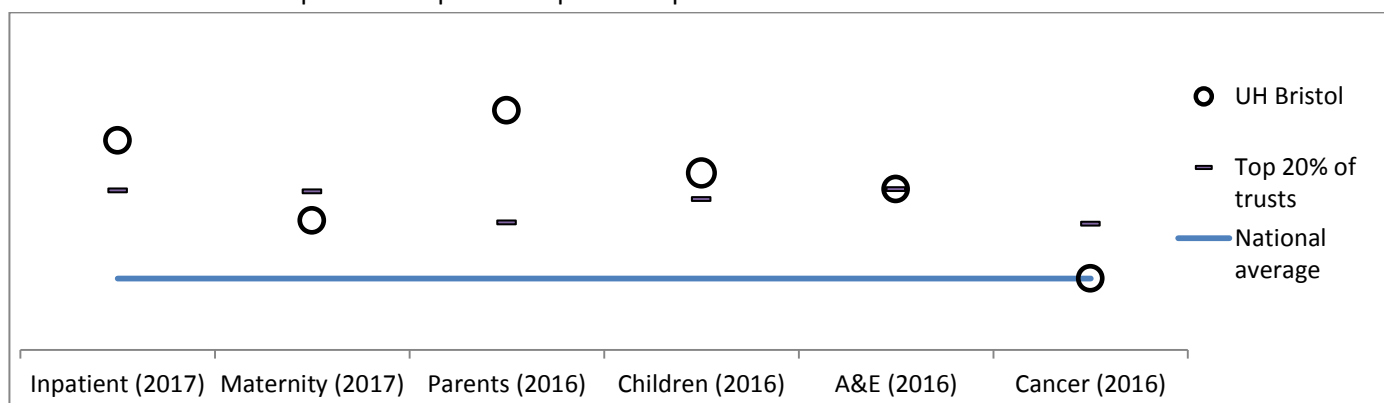 UH Bristol
Top 20% of
trusts
National
average
Inpatient (2017) Maternity (2017) Parents (2016) Children (2016) A&E (2016) Cancer (2016)